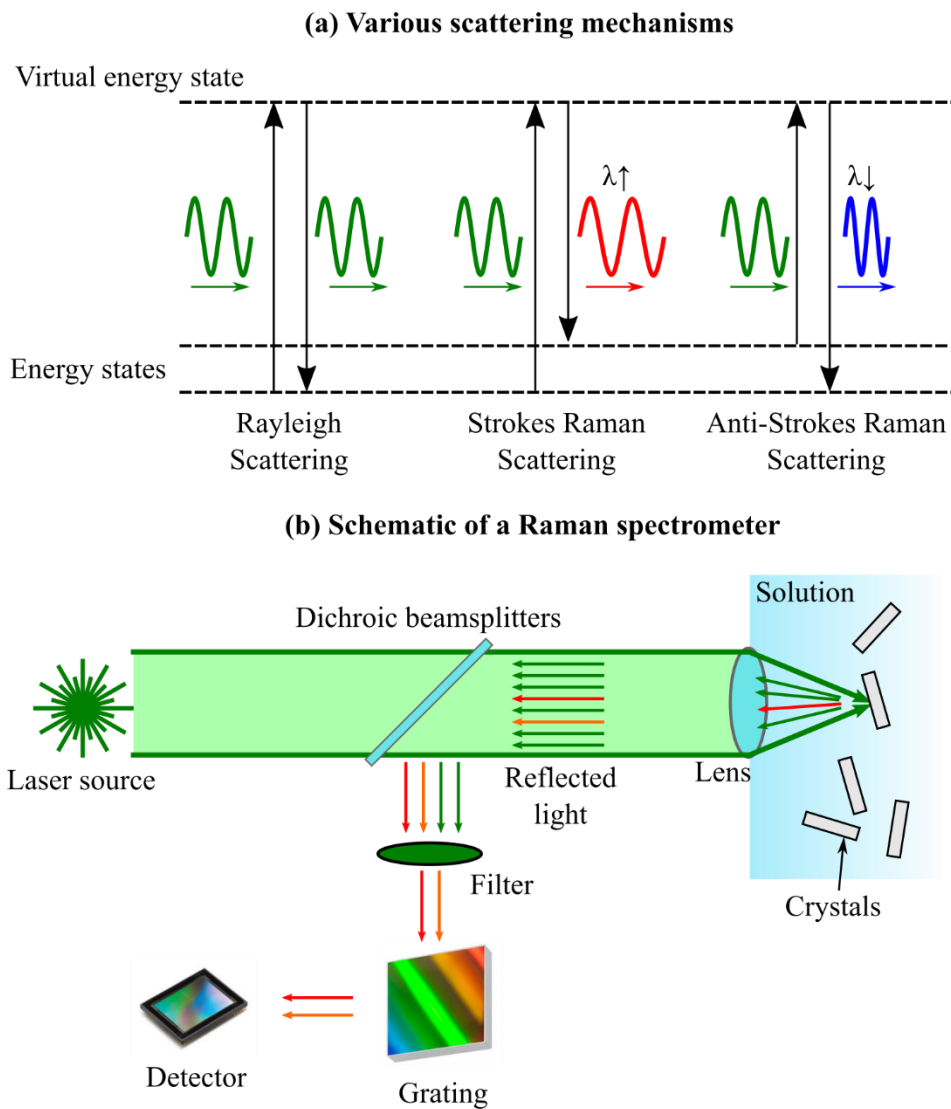 (a) Various scattering mechanisms
Virtual energy state
λ↑
λ↓
Energy states
Rayleigh
Scattering
Strokes Raman
Scattering
Anti-Strokes Raman
Scattering
(b) Schematic of a Raman spectrometer
Solution
Dichroic beamsplitters
Laser source
Reflected
light
Lens
Filter
Crystals
Detector
Grating